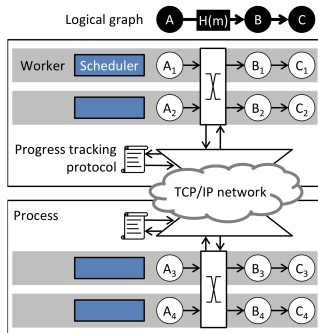 Logical graph A H(m) B C
Worker Scheduler A1 B1 C1
A2 B2 C2
Progress tracking
protocol
TCP/IP network
Process
A3 B3 C3
A4 B4 C4